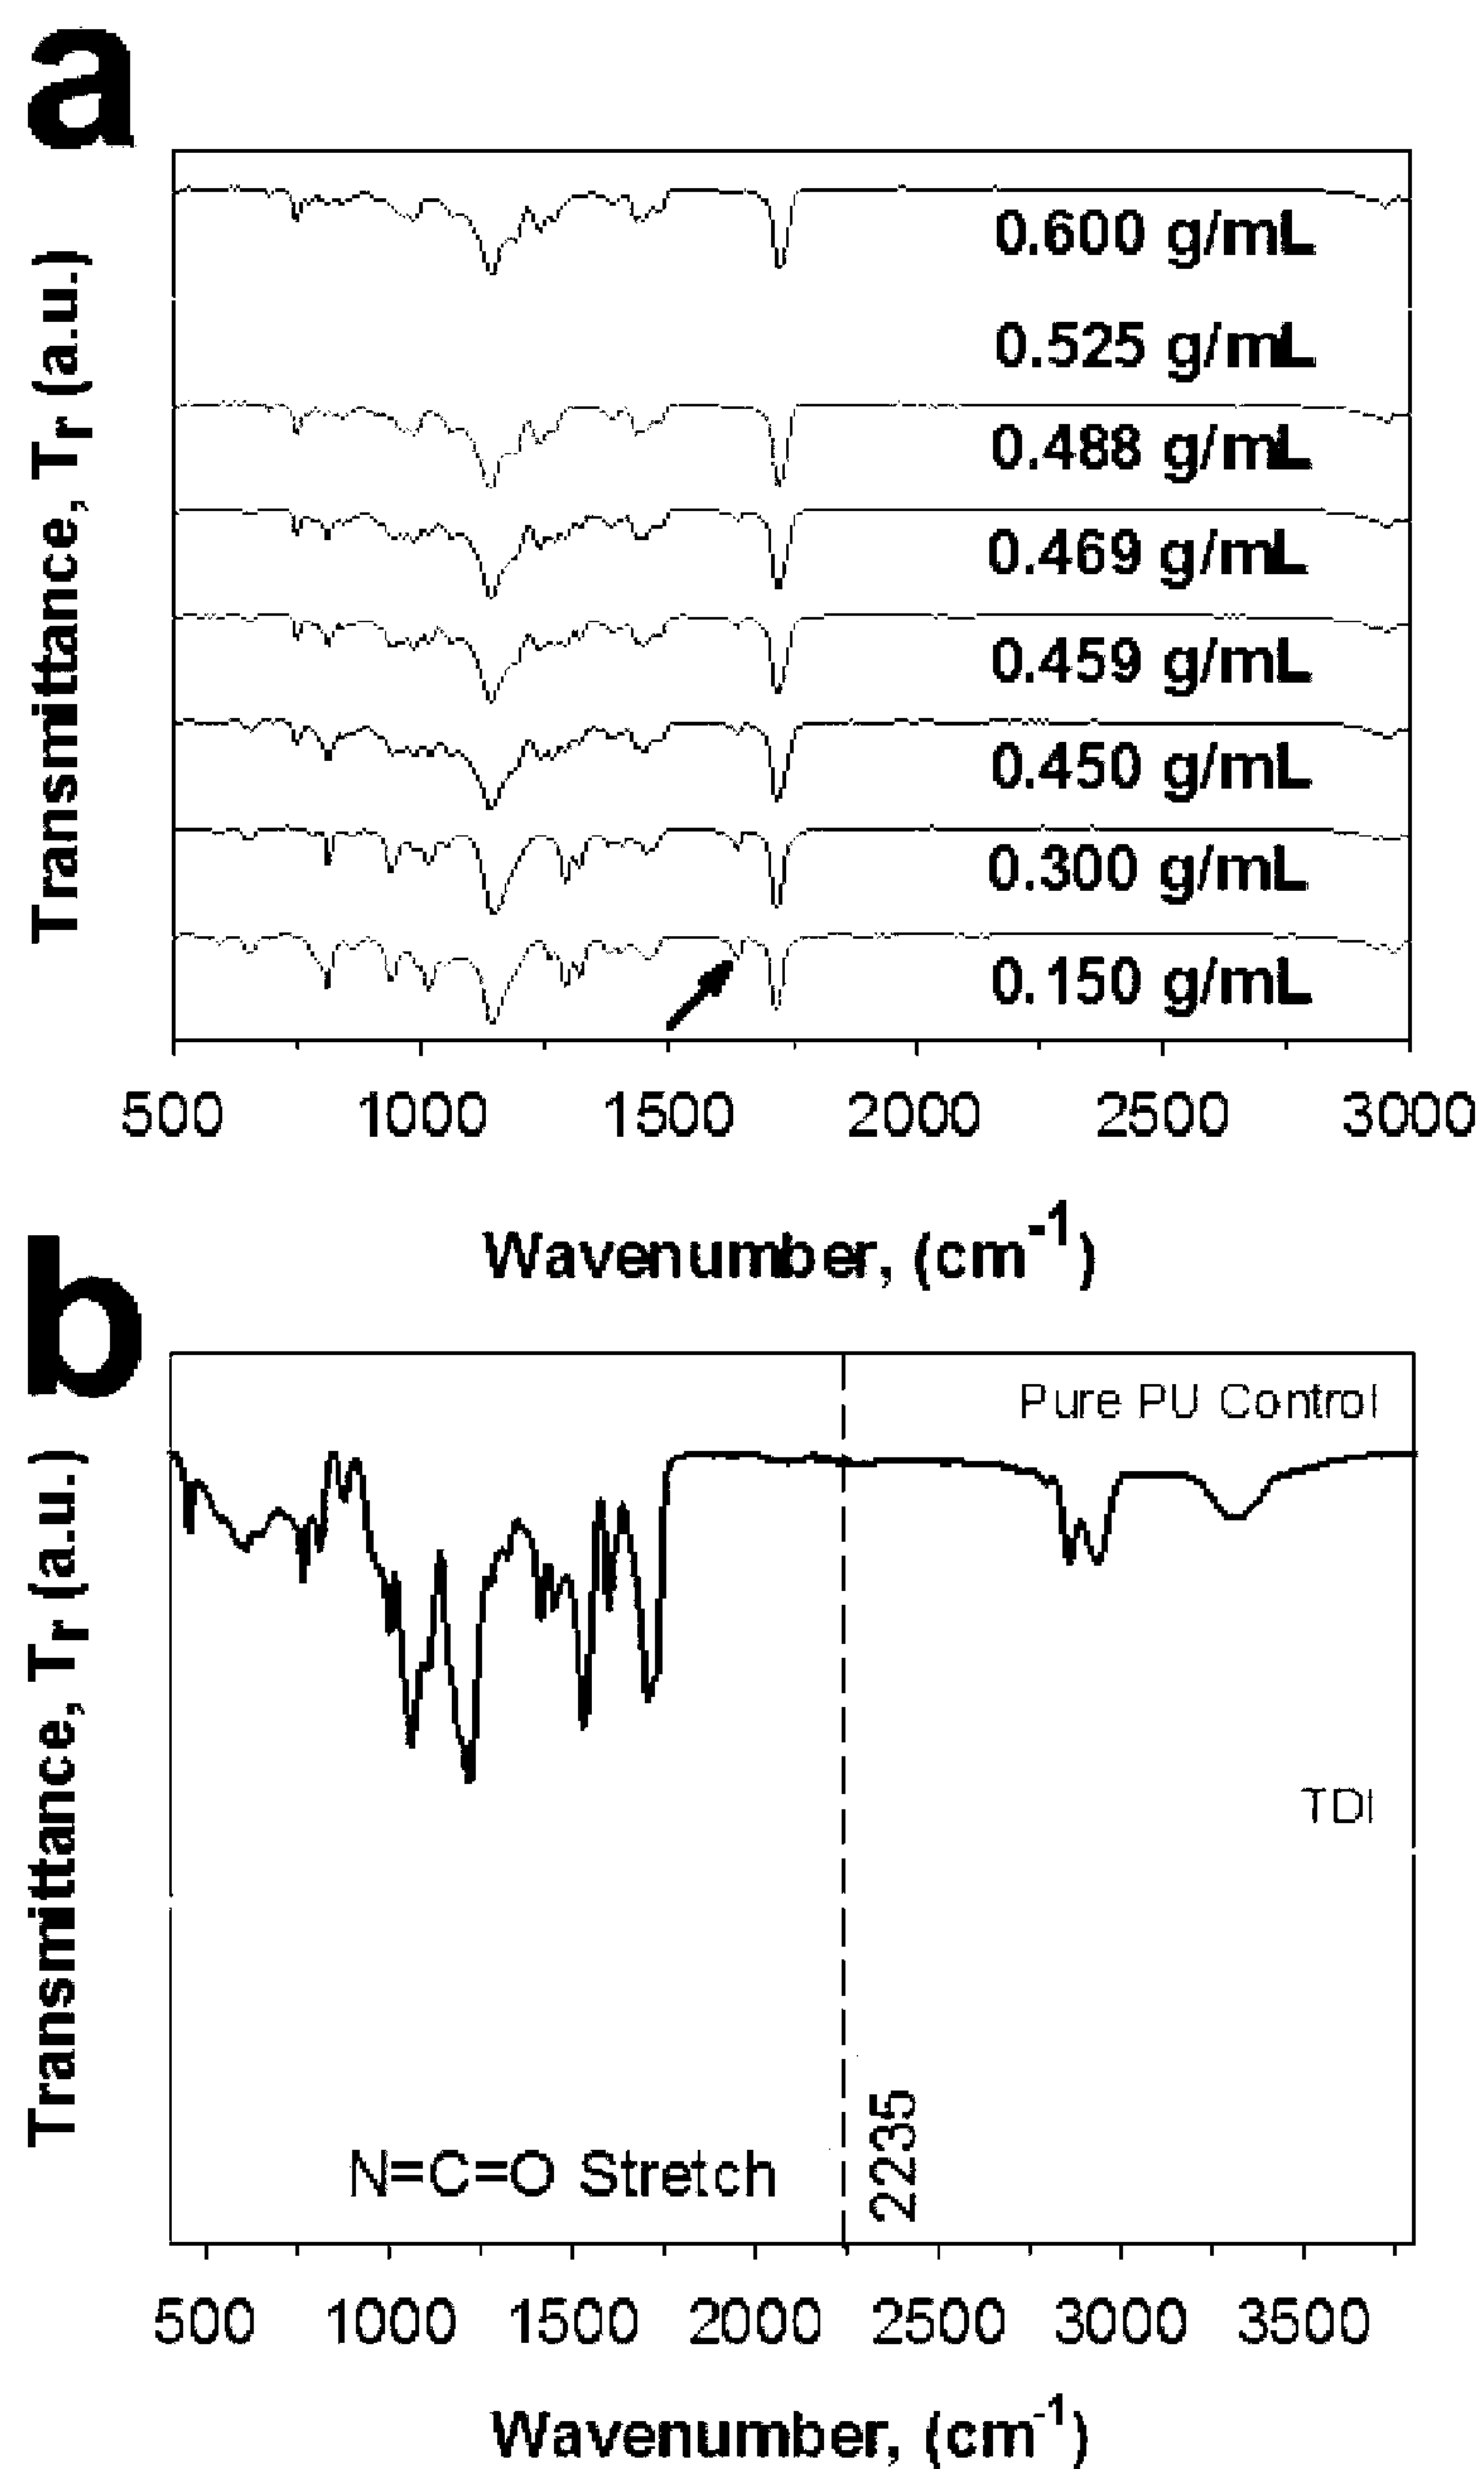 a
Transmittance, Tr (a.u.)
0.600 g/mL
0.525 g/mL
0.488 g/mL
0.469 g/mL
0.459 g/mL
0.450 g/mL
0.300 g/mL
0.150 g/mL
500 1000 1500 2000 2500 3000
Wavenumber, (cm-1)
b
Transmittance, Tr (a.u.)
Pure PU Control
TDI
N=C=O Stretch
2235
500 1000 1500 2000 2500 3000 3500
Wavenumber, (cm-1)